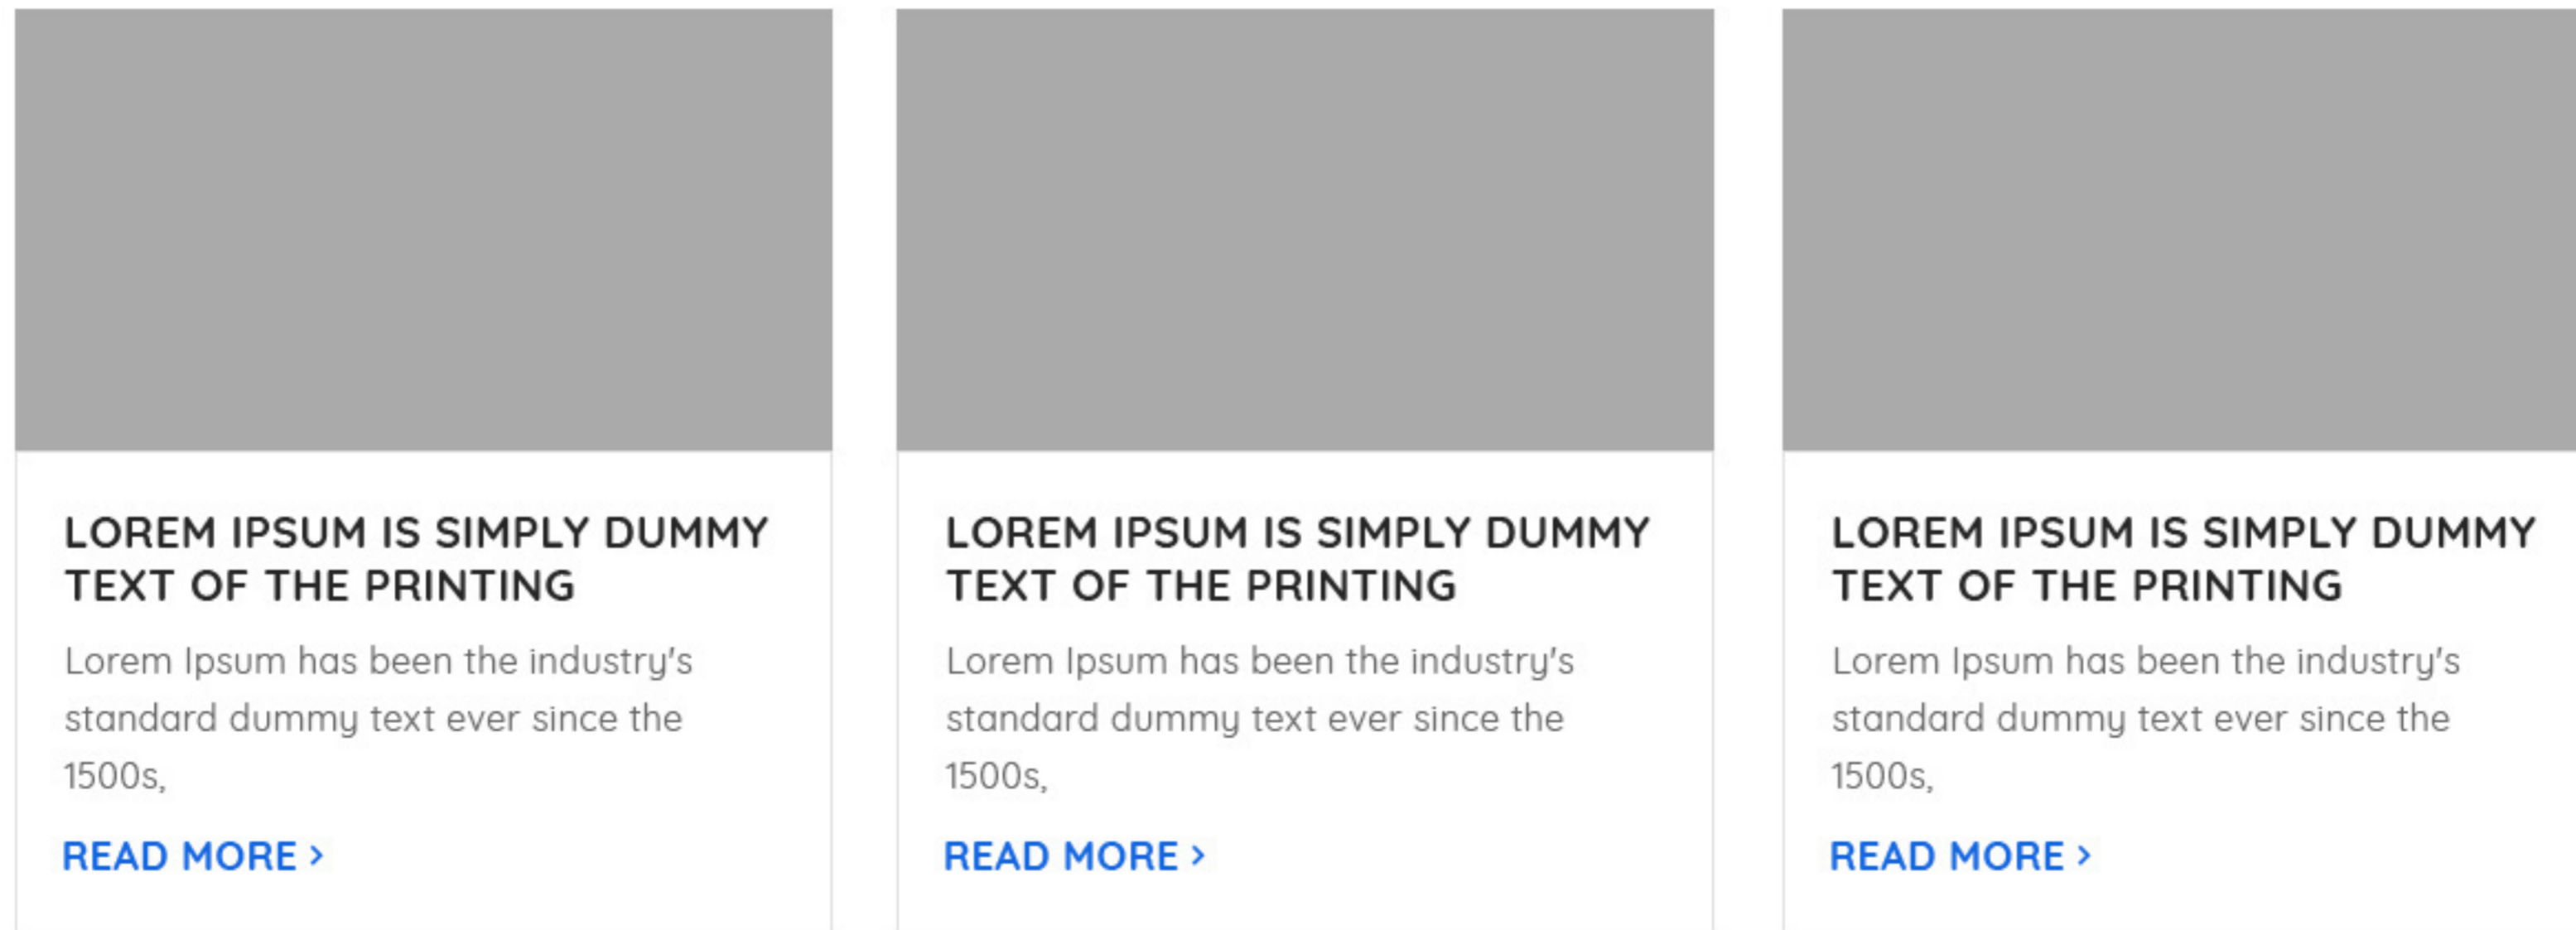 LOREM IPSUM IS SIMPLY DUMMY
TEXT OF THE PRINTING
Lorem Ipsum has been the industry's
standard dummy text ever since the
1500s,
READ MORE >
LOREM IPSUM IS SIMPLY DUMMY
TEXT OF THE PRINTING
Lorem Ipsum has been the industry's
standard dummy text ever since the
1500s,
READ MORE >
LOREM IPSUM IS SIMPLY DUMMY
TEXT OF THE PRINTING
Lorem Ipsum has been the industry's
standard dummy text ever since the
1500s,
READ MORE >